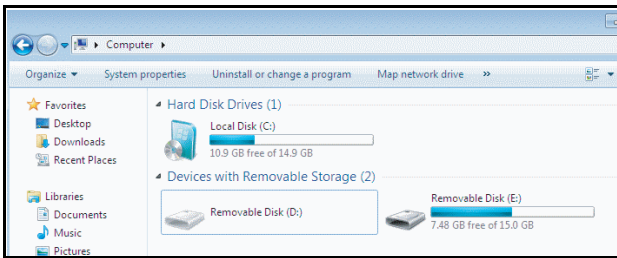 Computer
Organize System properties Uninstall or change a program Map network drive »
Favorites
Desktop
Downloads
Recent Places
Libraries
Documents
Music
Pictures
Hard Disk Drives (1)
Local Disk (C:)
10.9 GB free of 14.9 GB
Devices with Removable Storage (2)
Removable Disk (D:)
Removable Disk (E:)
7.48 GB free of 15.0 GB